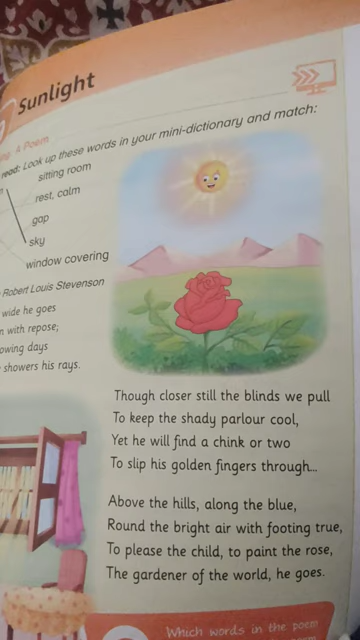 Sunlight
a Poem
read: Look up these words in your mini-dictionary and match:
sitting room
rest, calm
gap
sky
window covering
Robert Louis Stevenson
wide he goes
with repose;
days
showers his rays.
Though closer still the blinds we pull
To keep the shady parlour cool,
Yet he will find a chink or two
To slip his golden fingers through...
Above the hills, along the blue,
Round the bright air with footing true,
To please the child, to paint the rose,
The gardener of the world, he goes.
Which words in the poem